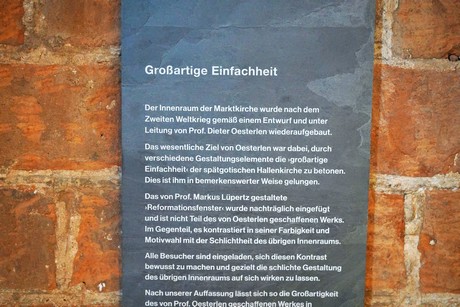 Großartige Einfachheit
Der Innenraum der Marktkirche wurde nach dem
Zweiten Weltkrieg gemäß einem Entwurf und unter
Leitung von Prof. Dieter Oesterlen wiederaufgebaut.
Das wesentliche Ziel von Oesterlen war dabei, durch
verschiedene Gestaltungselemente die ›großartige
Einfachheit‹ der spätgotischen Hallenkirche zu betonen.
Dies ist ihm in bemerkenswerter Weise gelungen.
Das von Prof. Markus Lüpertz gestaltete
›Reformationsfenster‹ wurde nachträglich eingefügt
und ist nicht Teil des von Oesterlen geschaffenen Werks.
Im Gegenteil, es kontrastiert in seiner Farbigkeit und
Motivwahl mit der Schlichtheit des übrigen Innenraums.
Alle Besucher sind eingeladen, sich diesen Kontrast
bewusst zu machen und gezielt die schlichte Gestaltung
des übrigen Innenraums auf sich wirken zu lassen.
Nach unserer Auffassung lässt sich so die Großartigkeit
des von Prof. Oesterlen geschaffenen Werkes in